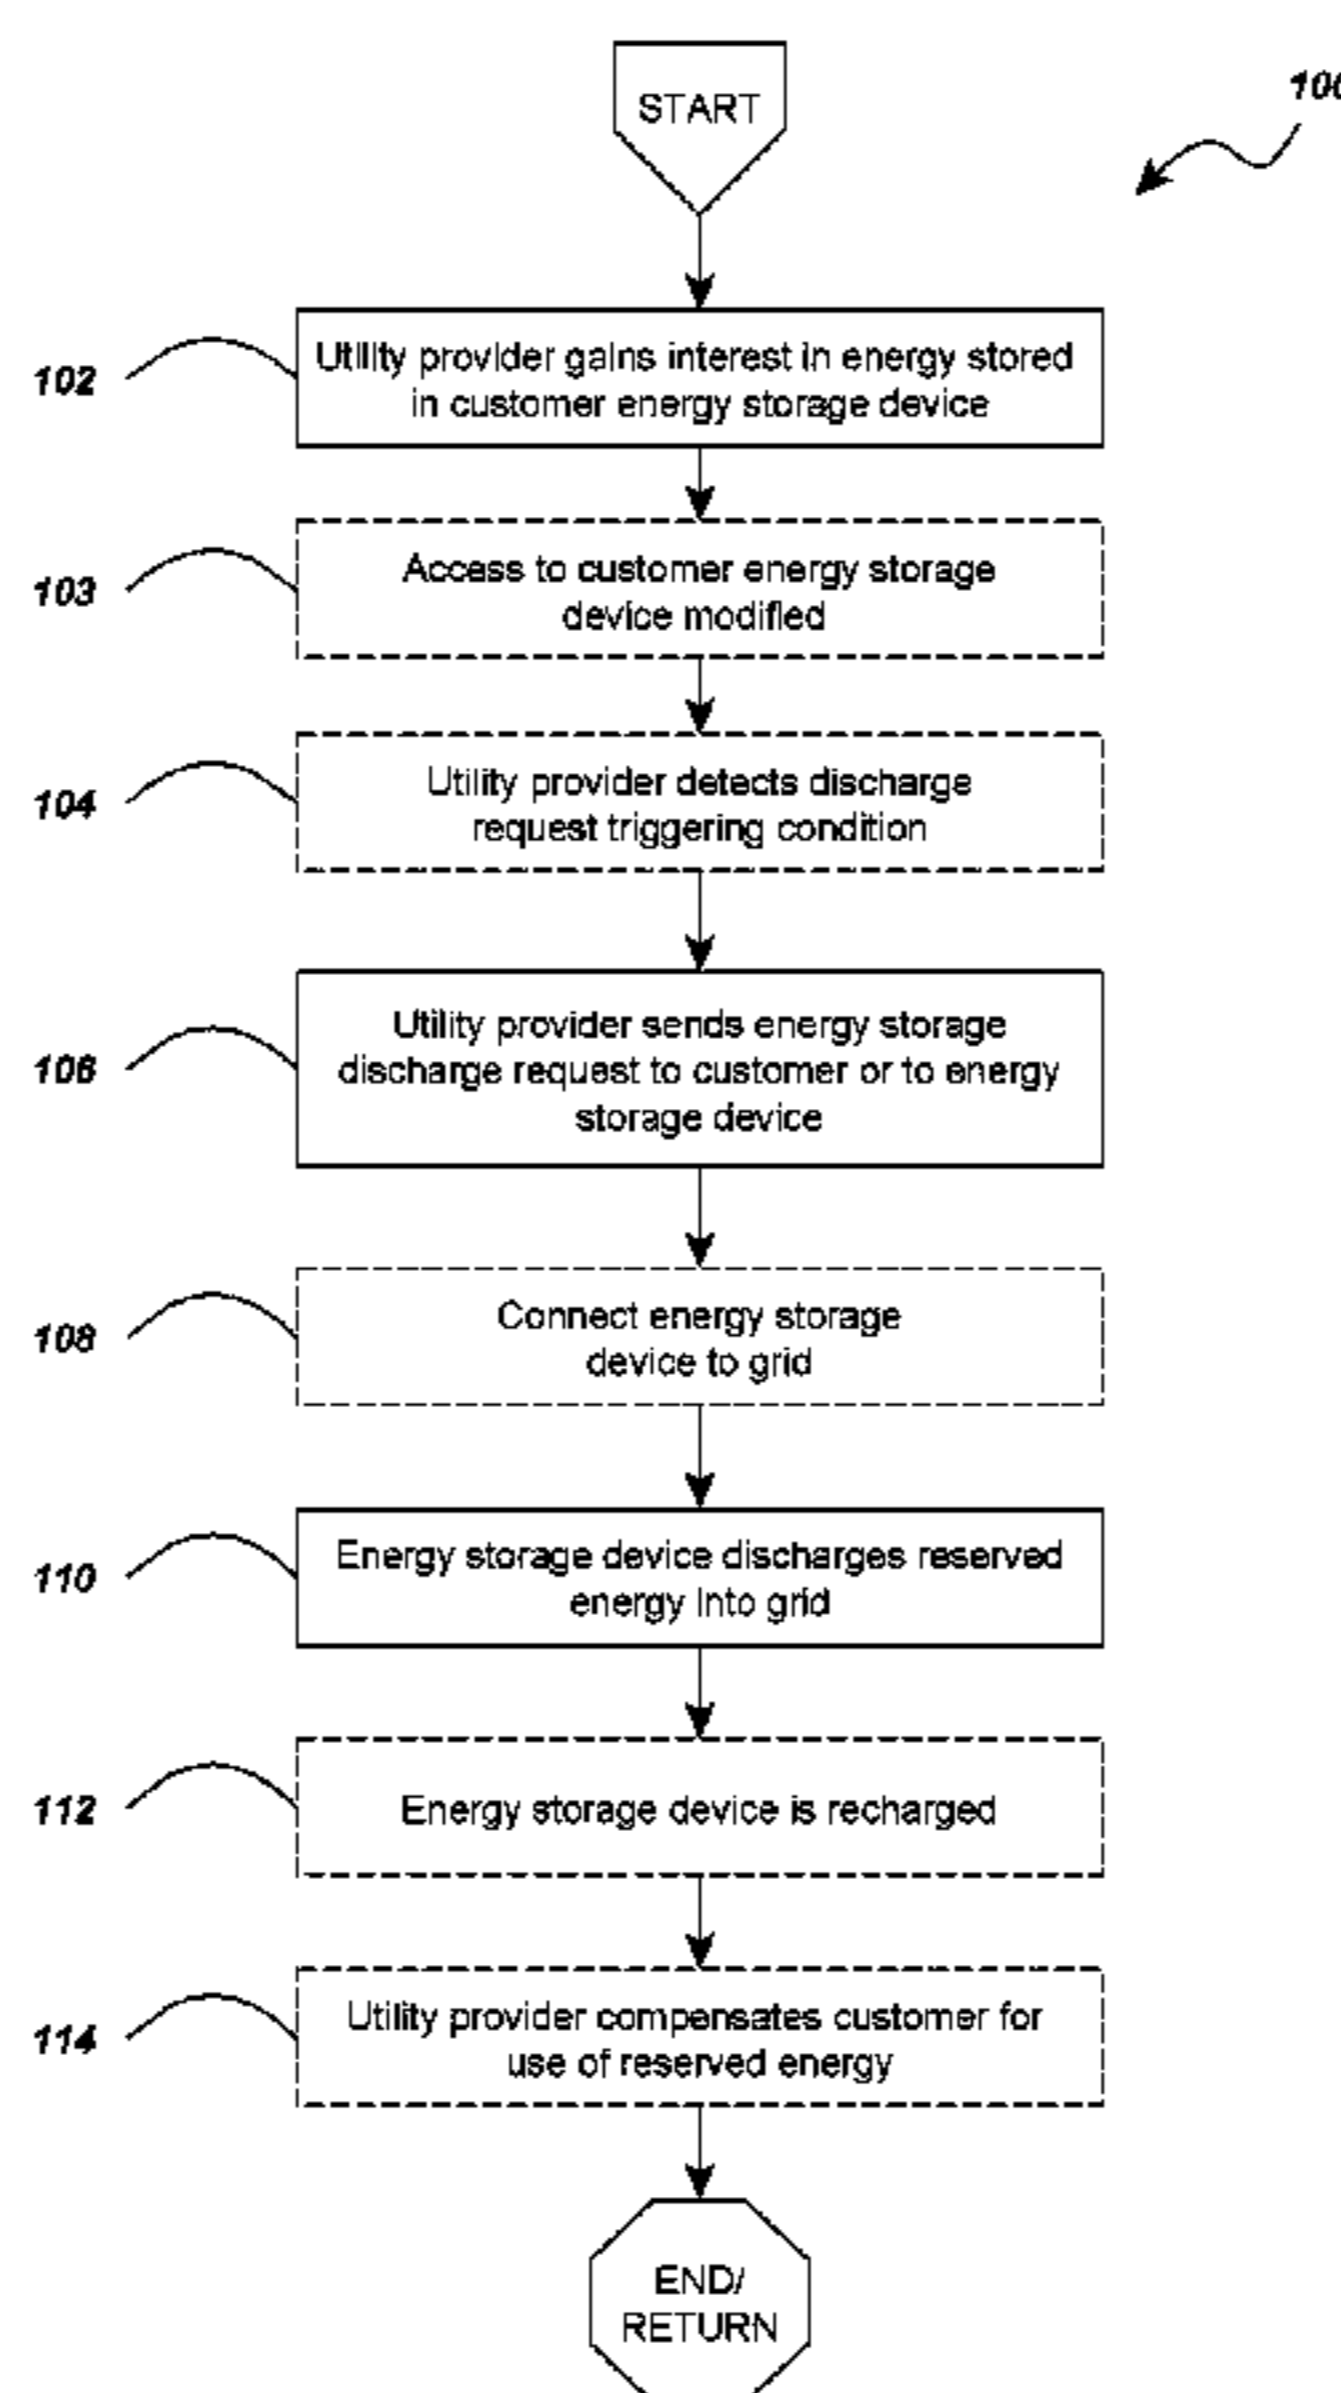 START
100
102
Utility provider gains interest in energy stored
in customer energy storage device
103
Access to customer energy storage
device modified
104
Utility provider detects discharge
request triggering condition
106
Utility provider sends energy storage
discharge request to customer or to energy
storage device
108
Connect energy storage
device to grid
110
Energy storage device discharges reserved
energy into grid
112
Energy storage device is recharged
114
Utility provider compensates customer for
use of reserved energy
END/
RETURN